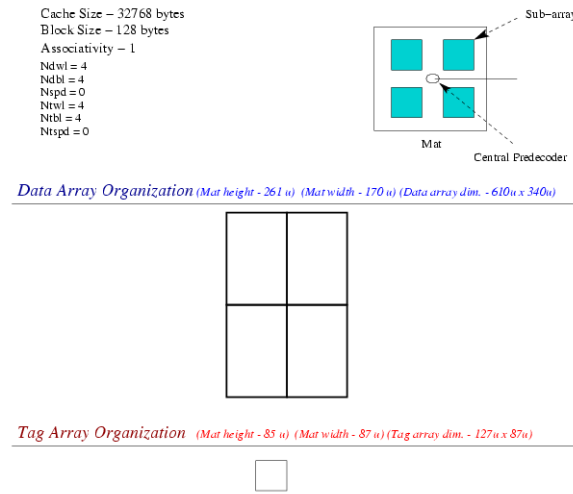 Cache Size – 32768 bytes
Block Size – 128 bytes
Associativity – 1
Ndwl = 4
Ndbl = 4
Nspd = 0
Ntwl = 4
Ntbl = 4
Ntspd = 0
Sub–array
Mat
Central Predecoder
Data Array Organization (Mat height - 261 u) (Mat width - 170 u) (Data array dim. - 610u x 340u)
Tag Array Organization (Mat height - 85 u) (Mat width - 87 u) (Tag array dim. - 127u x 87u)